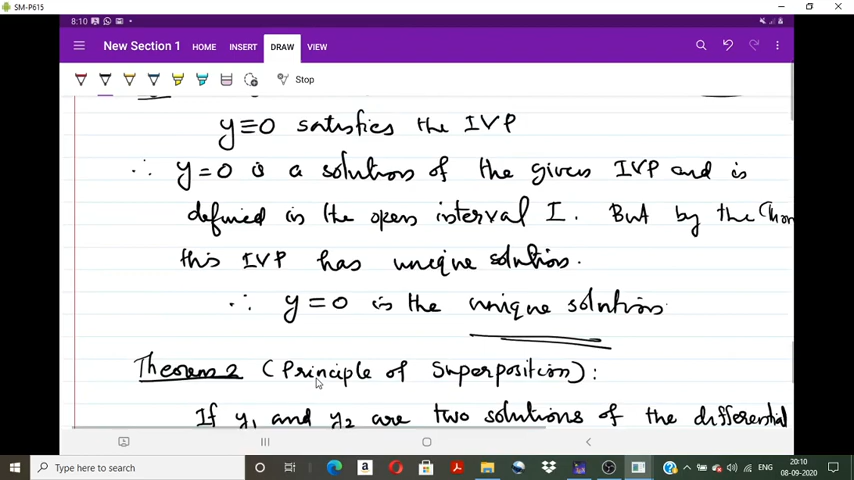 SM-P615
8:10
New Section 1 HOME INSERT DRAW VIEW
Stop
y≡0 satisfies the IVP
∴ y=0 is a solution of the given IVP and is
defined in the open interval I. But by the
this IVP has unique solution.
∴ y=0 is the unique solution
Theorem 2 (Principle of Superposition):
If y₁ and y₂ are two solutions of the differential
Type here to search
ENG
20:10
08-09-2020